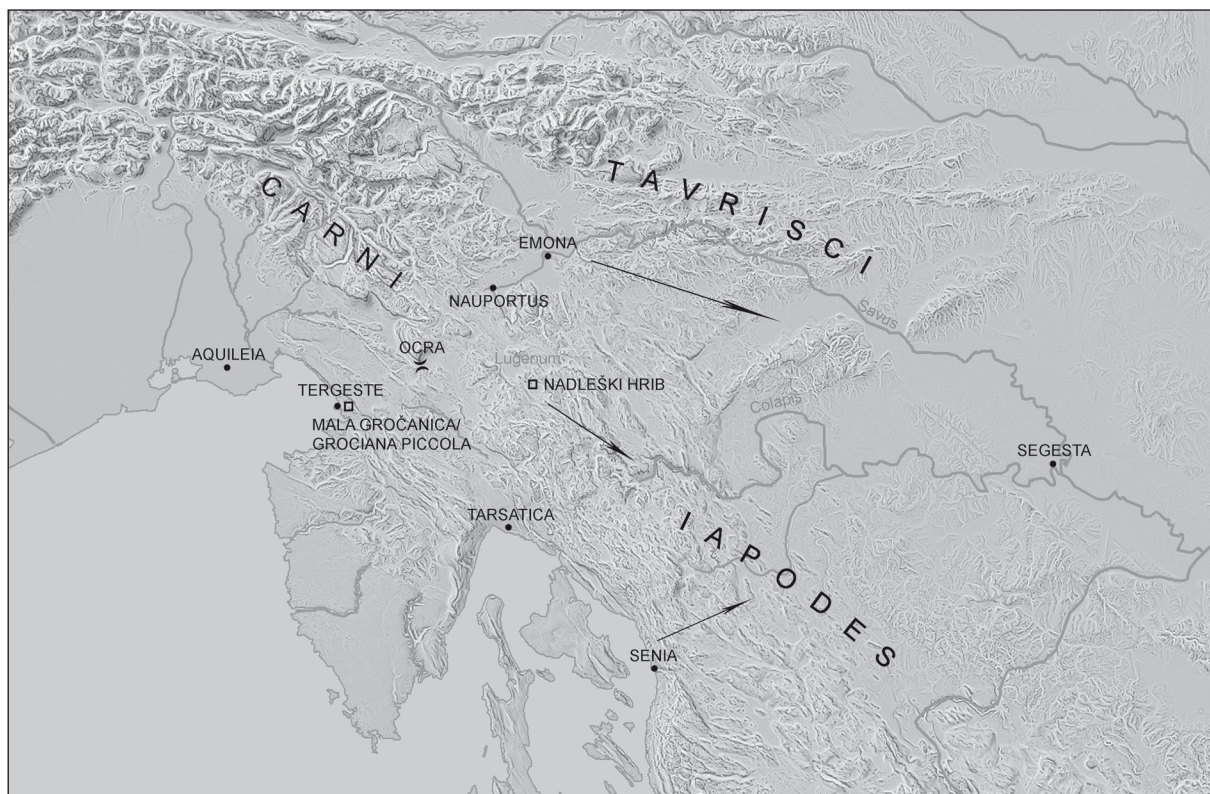 TAVRISCI
CARNI
EMONA
NAUPORTUS
Savus
OCRA
AQUILEIA
Lugenum
NADLEŠKI HRIB
TERGESTE
Colapis
MALA GROČANICA/
GROCIANA PICCOLA
SEGESTA
TARSATICA
IAPODES
SENIA